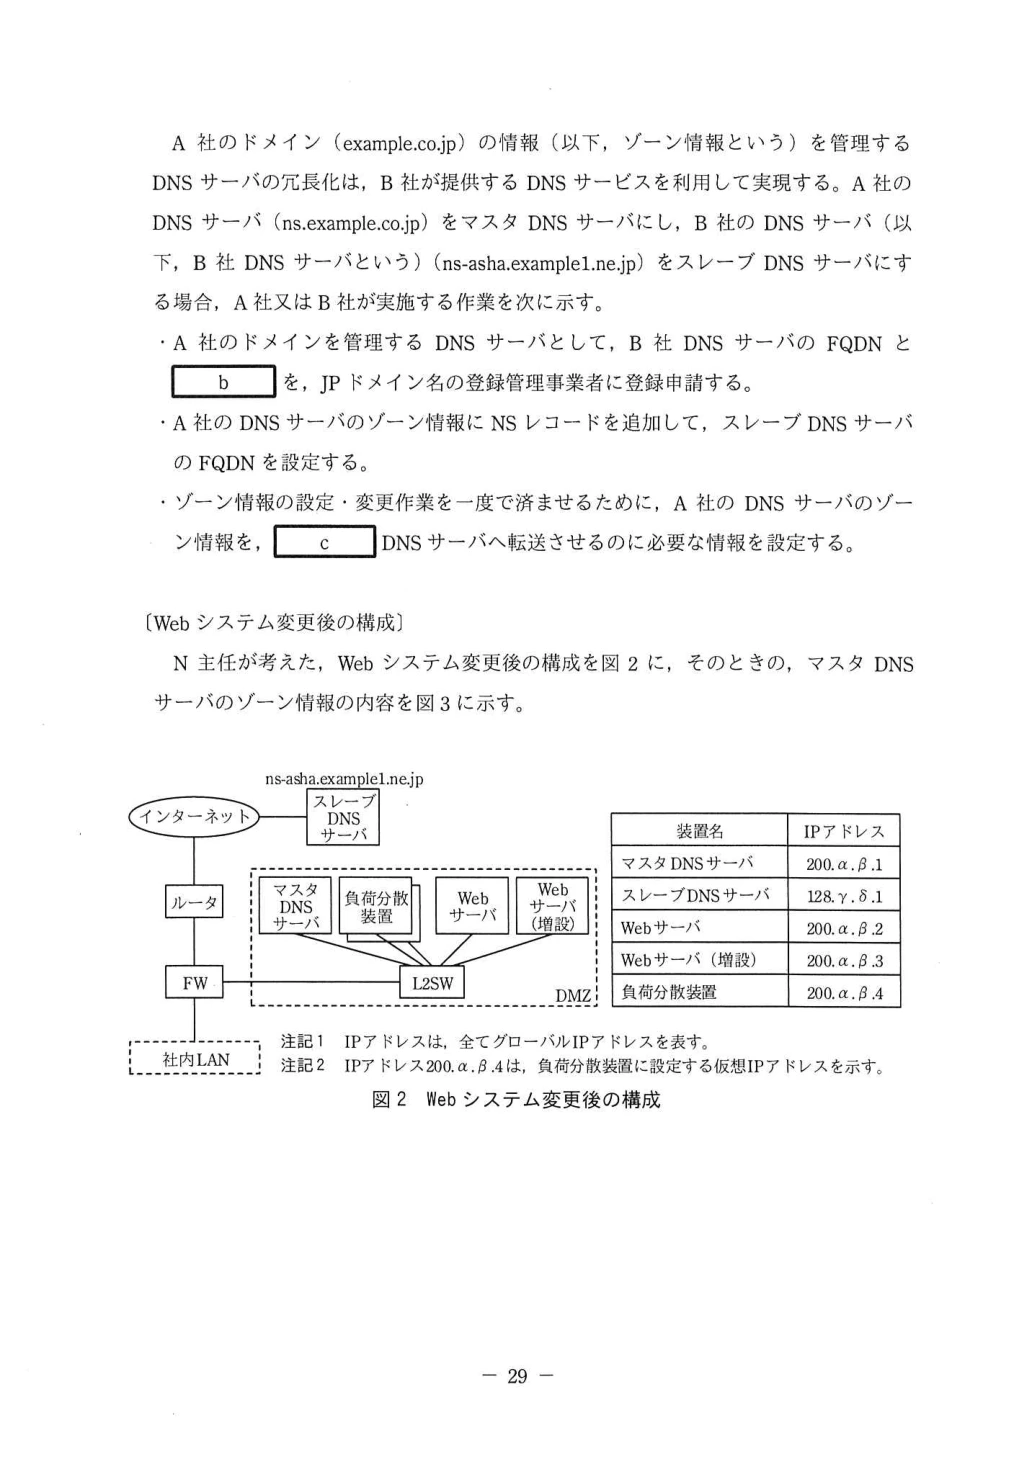 A 社のドメイン（example.co.jp）の情報（以下，ゾーン情報という）を管理する
DNS サーバの冗長化は，B 社が提供する DNS サービスを利用して実現する。A 社の
DNS サーバ（ns.example.co.jp）をマスタ DNS サーバにし，B 社の DNS サーバ（以
下，B 社 DNS サーバという）（ns-asha.example1.ne.jp）をスレーブ DNS サーバにす
る場合，A 社又は B 社が実施する作業を次に示す。
・A 社のドメインを管理する DNS サーバとして，B 社 DNS サーバの FQDN と
b を，JP ドメイン名の登録管理事業者に登録申請する。
・A 社の DNS サーバのゾーン情報に NS レコードを追加して，スレーブ DNS サーバ
の FQDN を設定する。
・ゾーン情報の設定・変更作業を一度で済ませるために，A 社の DNS サーバのゾー
ン情報を， c DNS サーバへ転送させるのに必要な情報を設定する。
〔Web システム変更後の構成〕
N 主任が考えた，Web システム変更後の構成を図 2 に，そのときの，マスタ DNS
サーバのゾーン情報の内容を図 3 に示す。
ns-asha.example1.ne.jp
インターネット
スレーブ
DNS
サーバ
ルータ
マスタ
DNS
サーバ
負荷分散
装置
Web
サーバ
Web
サーバ
（増設）
FW
L2SW
DMZ
社内LAN
装置名 IPアドレス
マスタDNSサーバ 200.α.β.1
スレーブDNSサーバ 128.γ.δ.1
Webサーバ 200.α.β.2
Webサーバ（増設） 200.α.β.3
負荷分散装置 200.α.β.4
注記1 IPアドレスは，全てグローバルIPアドレスを表す。
注記2 IPアドレス200.α.β.4は，負荷分散装置に設定する仮想IPアドレスを示す。
図 2 Web システム変更後の構成
－ 29 －